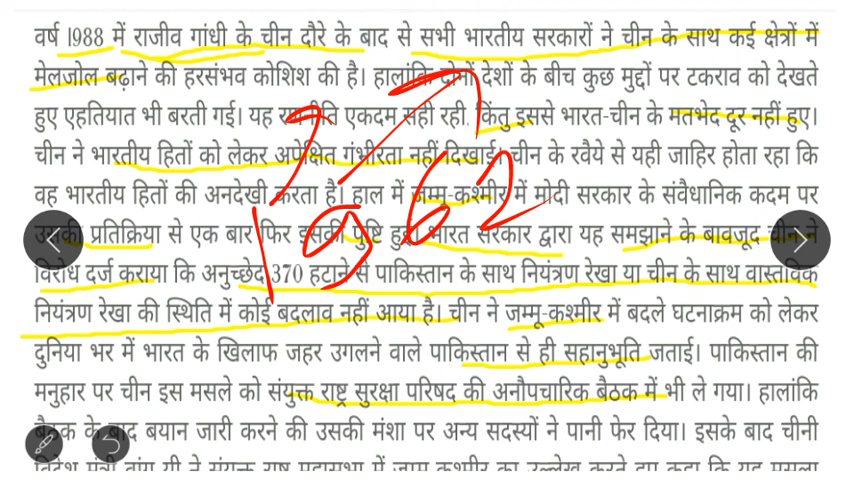 वर्ष 1988 में राजीव गांधी के चीन दौरे के बाद से सभी भारतीय सरकारों ने चीन के साथ कई क्षेत्रों में
मेलजोल बढ़ाने की हरसंभव कोशिश की है। हालांकि दोनों देशों के बीच कुछ मुद्दों पर टकराव को देखते
हुए एहतियात भी बरती गई। यह रणनीति एकदम सही रही, किंतु इससे भारत-चीन के मतभेद दूर नहीं हुए।
चीन ने भारतीय हितों को लेकर अपेक्षित गंभीरता नहीं दिखाई। चीन के रवैये से यही जाहिर होता रहा कि
वह भारतीय हितों की अनदेखी करता है। हाल में जम्मू-कश्मीर में मोदी सरकार के संवैधानिक कदम पर
उसकी प्रतिक्रिया से एक बार फिर इसकी पुष्टि हुई। भारत सरकार द्वारा यह समझाने के बावजूद चीन ने
विरोध दर्ज कराया कि अनुच्छेद 370 हटाने से पाकिस्तान के साथ नियंत्रण रेखा या चीन के साथ वास्तविक
नियंत्रण रेखा की स्थिति में कोई बदलाव नहीं आया है। चीन ने जम्मू-कश्मीर में बदले घटनाक्रम को लेकर
दुनिया भर में भारत के खिलाफ जहर उगलने वाले पाकिस्तान से ही सहानुभूति जताई। पाकिस्तान की
मनुहार पर चीन इस मसले को संयुक्त राष्ट्र सुरक्षा परिषद की अनौपचारिक बैठक में भी ले गया। हालांकि
बैठक के बाद बयान जारी करने की उसकी मंशा पर अन्य सदस्यों ने पानी फेर दिया। इसके बाद चीनी
1962